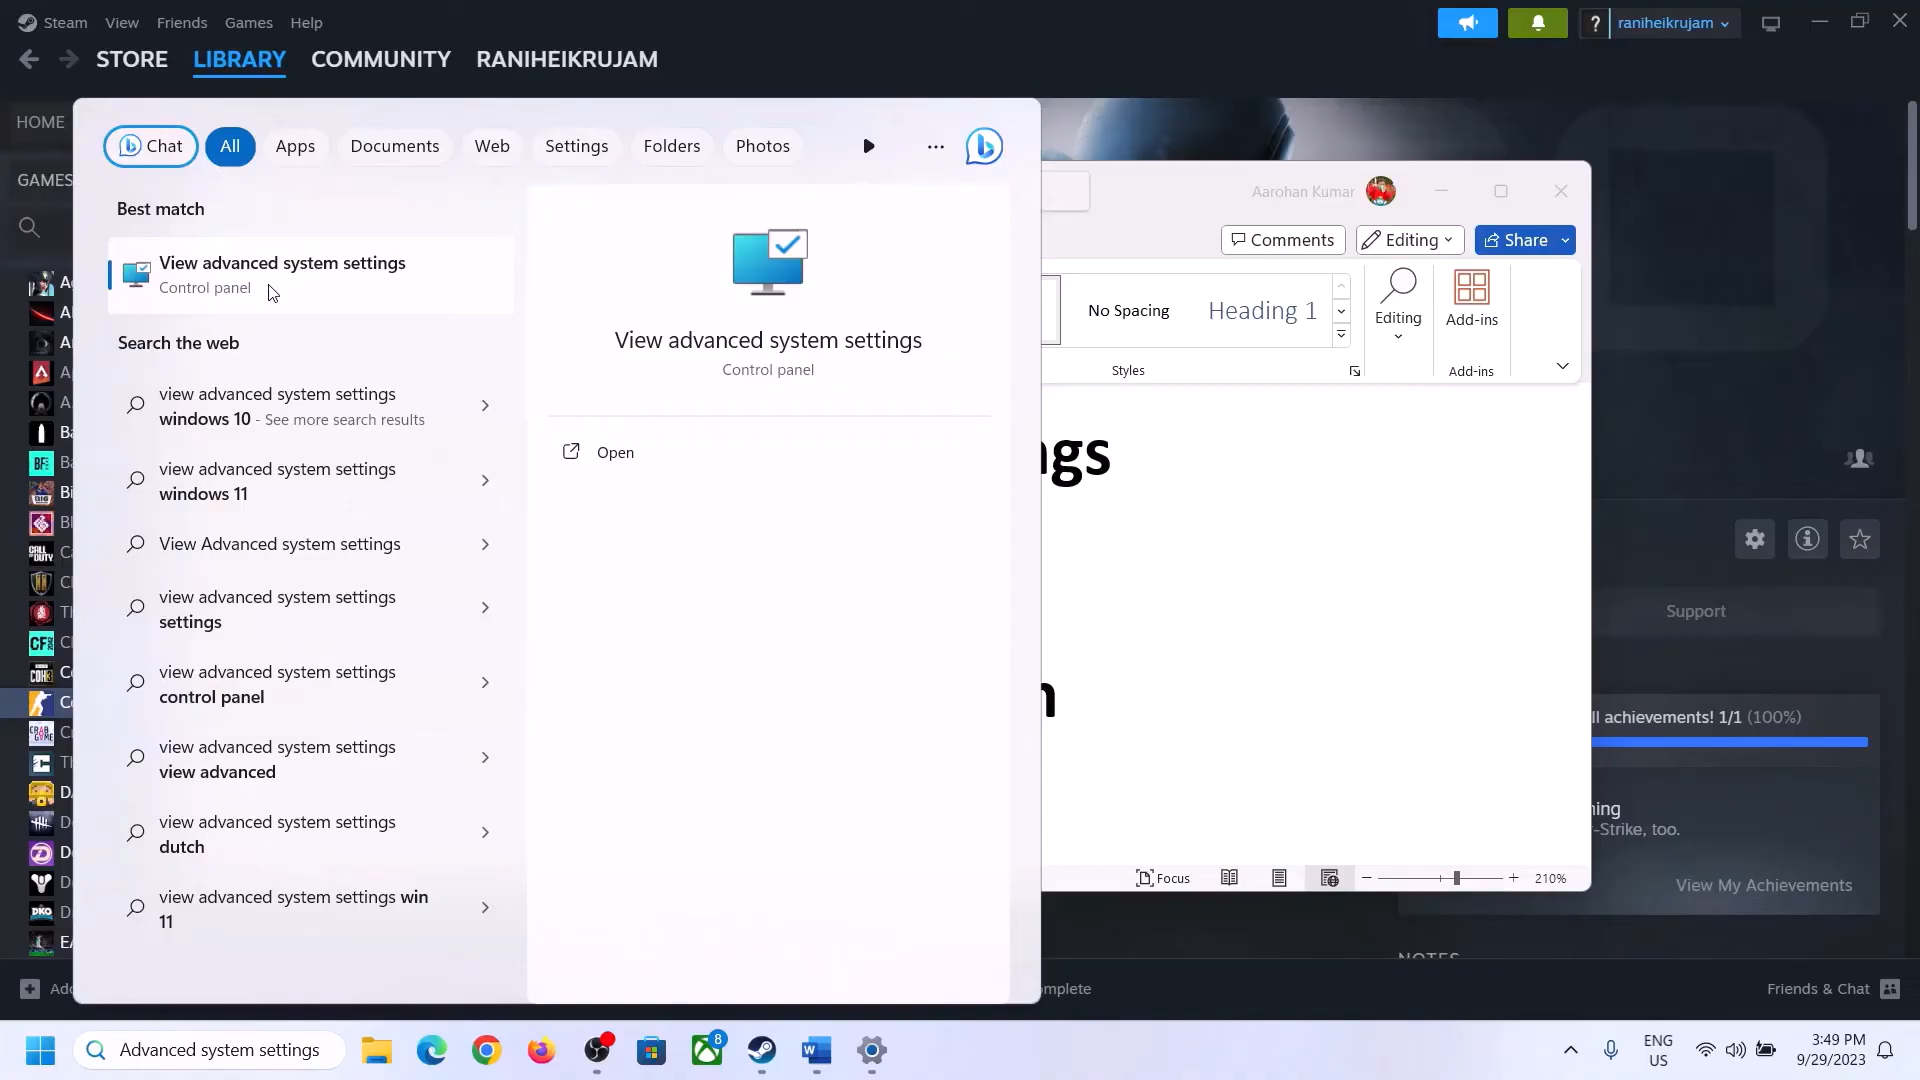 Steam View Friends Games Help
? raniheikrujam
STORE LIBRARY COMMUNITY RANIHEIKRUJAM
HOME
GAMES
Chat All Apps Documents Web Settings Folders Photos
Best match
View advanced system settings
Control panel
Search the web
view advanced system settings
windows 10 - See more search results
view advanced system settings
windows 11
View Advanced system settings
view advanced system settings
settings
view advanced system settings
control panel
view advanced system settings
view advanced
view advanced system settings
dutch
view advanced system settings win
11
View advanced system settings
Control panel
Open
Aarohan Kumar
Comments Editing Share
No Spacing Heading 1
Editing
Add-ins
Styles
Add-ins
ngs
n
Focus
210%
Support
ll achievements! 1/1 (100%)
ning
-Strike, too.
View My Achievements
NOTES
Add
mplete
Friends & Chat
Advanced system settings
8
ENG
US
3:49 PM
9/29/2023